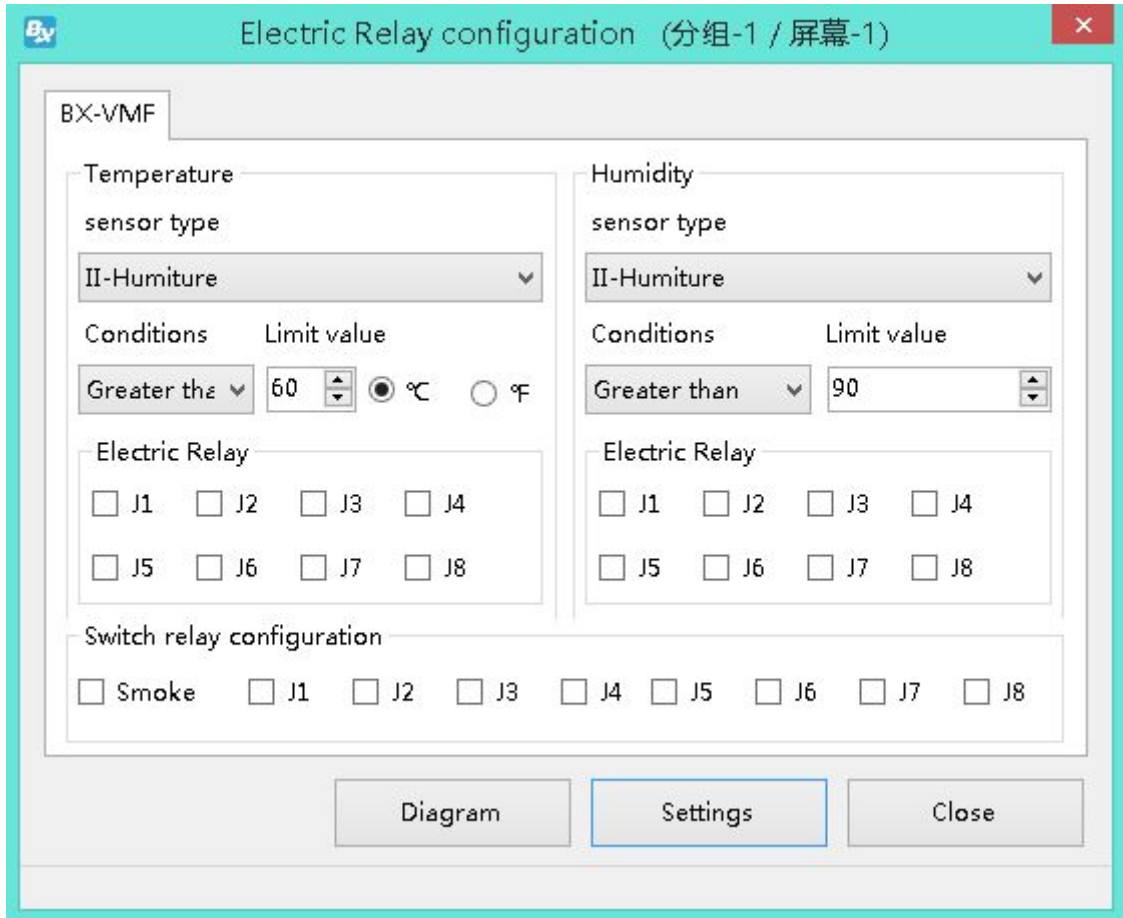 BX Electric Relay configuration (分组-1 / 屏幕-1)
BX-VMF
Temperature
sensor type
II-Humiture
Conditions Limit value
Greater tha 60 ℃ ℉
Electric Relay
J1 J2 J3 J4
J5 J6 J7 J8
Humidity
sensor type
II-Humiture
Conditions Limit value
Greater than 90
Electric Relay
J1 J2 J3 J4
J5 J6 J7 J8
Switch relay configuration
Smoke J1 J2 J3 J4 J5 J6 J7 J8
Diagram Settings Close